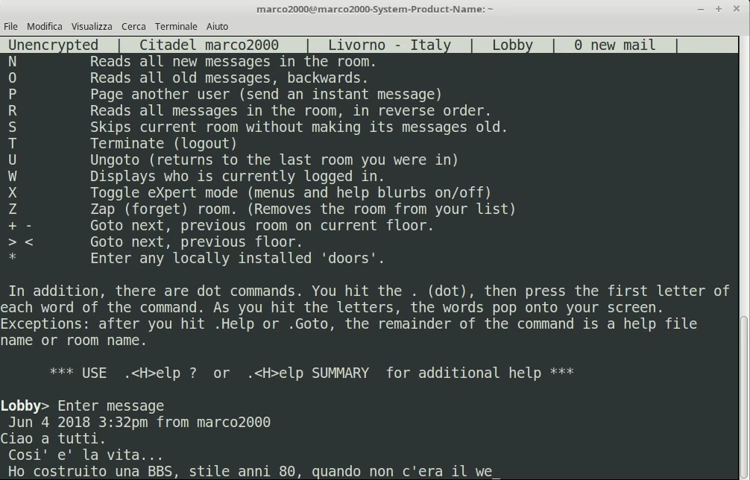 marco2000@marco2000-System-Product-Name: ~
File Modifica Visualizza Cerca Terminale Aiuto
Unencrypted | Citadel marco2000 | Livorno - Italy | Lobby | 0 new mail |
N Reads all new messages in the room.
O Reads all old messages, backwards.
P Page another user (send an instant message)
R Reads all messages in the room, in reverse order.
S Skips current room without making its messages old.
T Terminate (logout)
U Ungoto (returns to the last room you were in)
W Displays who is currently logged in.
X Toggle eXpert mode (menus and help blurbs on/off)
Z Zap (forget) room. (Removes the room from your list)
+ - Goto next, previous room on current floor.
> < Goto next, previous floor.
* Enter any locally installed 'doors'.
In addition, there are dot commands. You hit the . (dot), then press the first letter of
each word of the command. As you hit the letters, the words pop onto your screen.
Exceptions: after you hit .Help or .Goto, the remainder of the command is a help file
name or room name.
*** USE .<H>elp ? or .<H>elp SUMMARY for additional help ***
Lobby> Enter message
Jun 4 2018 3:32pm from marco2000
Ciao a tutti.
Cosi' e' la vita...
Ho costruito una BBS, stile anni 80, quando non c'era il we_